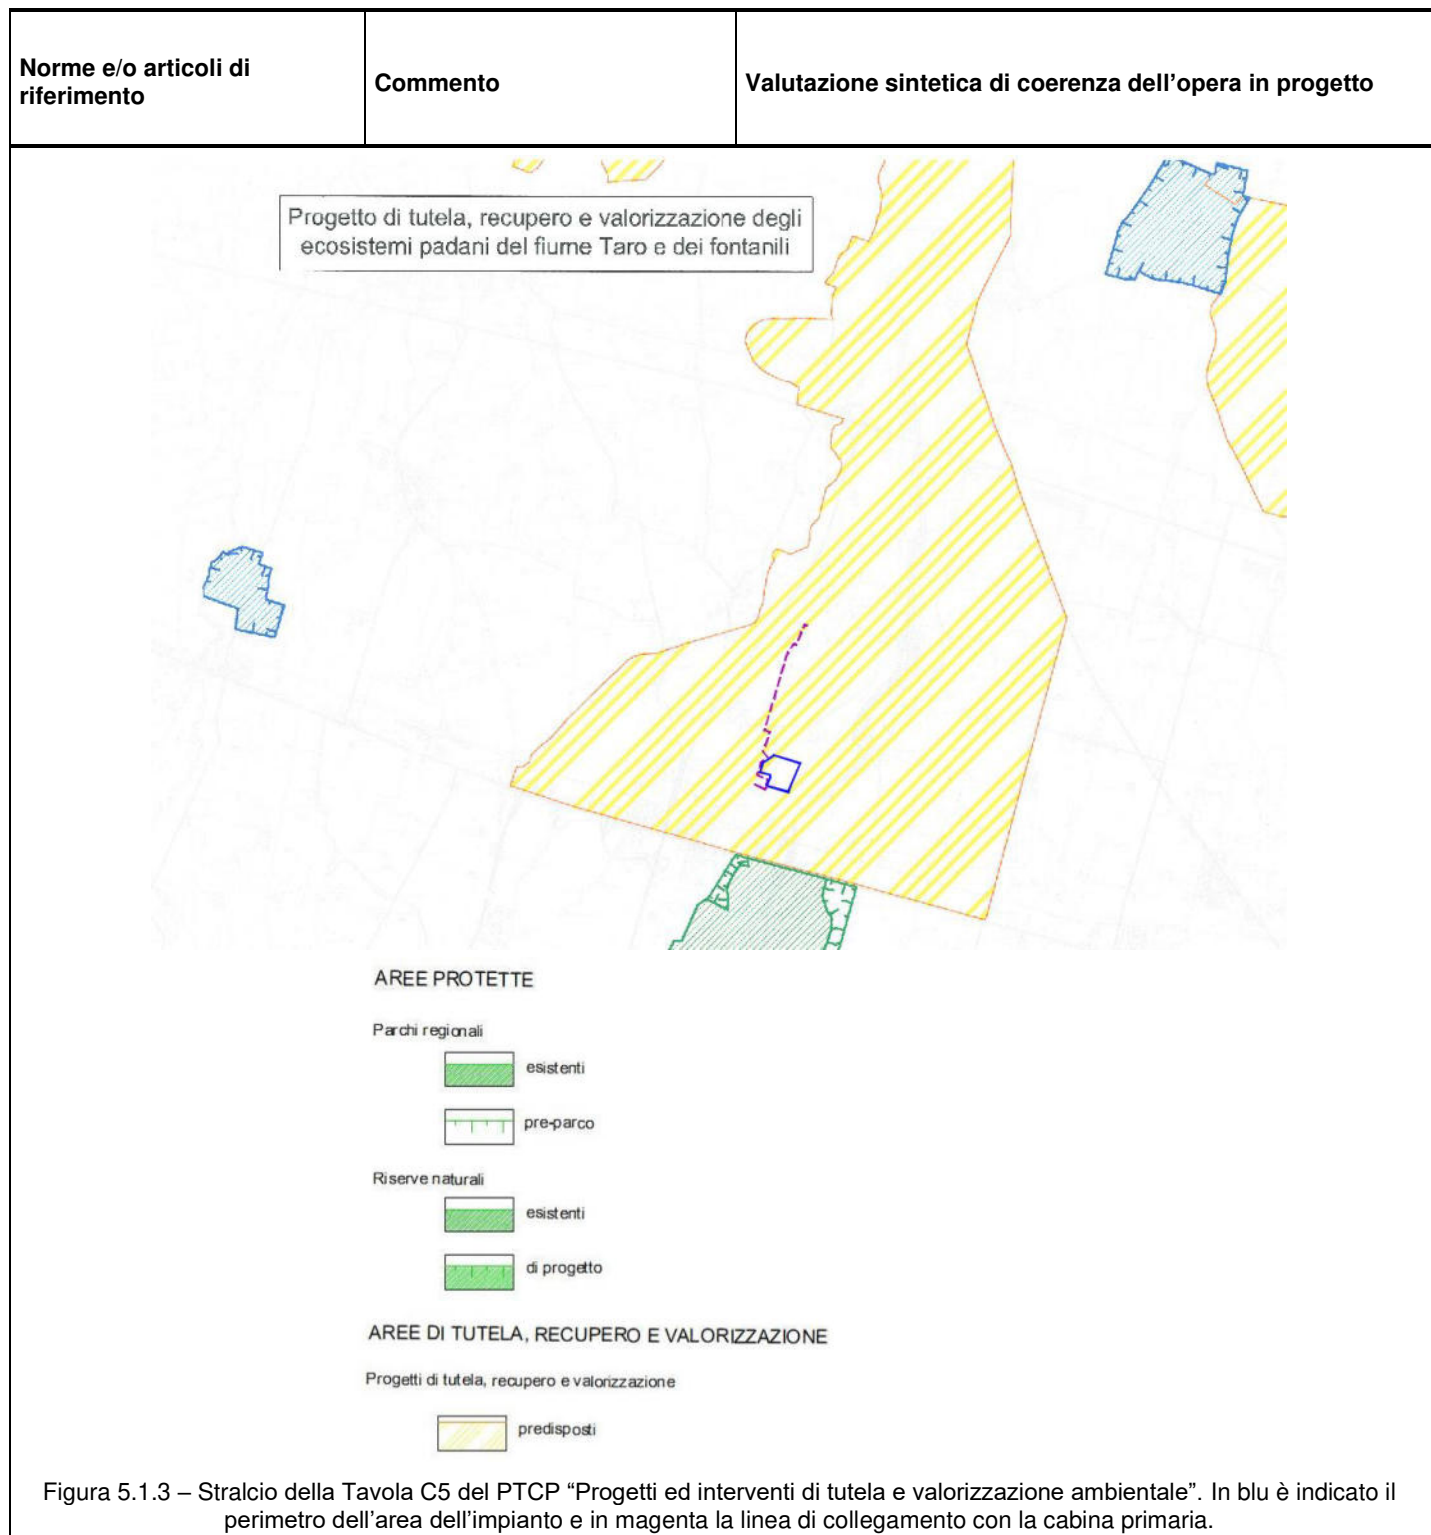 Norme e/o articoli di
riferimento
Commento
Valutazione sintetica di coerenza dell'opera in progetto
Progetto di tutela, recupero e valorizzazione degli
ecosistemi padani del fiume Taro e dei fontanili
AREE PROTETTE
Parchi regionali
esistenti
pre-parco
Riserve naturali
esistenti
di progetto
AREE DI TUTELA, RECUPERO E VALORIZZAZIONE
Progetti di tutela, recupero e valorizzazione
predisposti
Figura 5.1.3 – Stralcio della Tavola C5 del PTCP “Progetti ed interventi di tutela e valorizzazione ambientale”. In blu è indicato il
perimetro dell’area dell’impianto e in magenta la linea di collegamento con la cabina primaria.